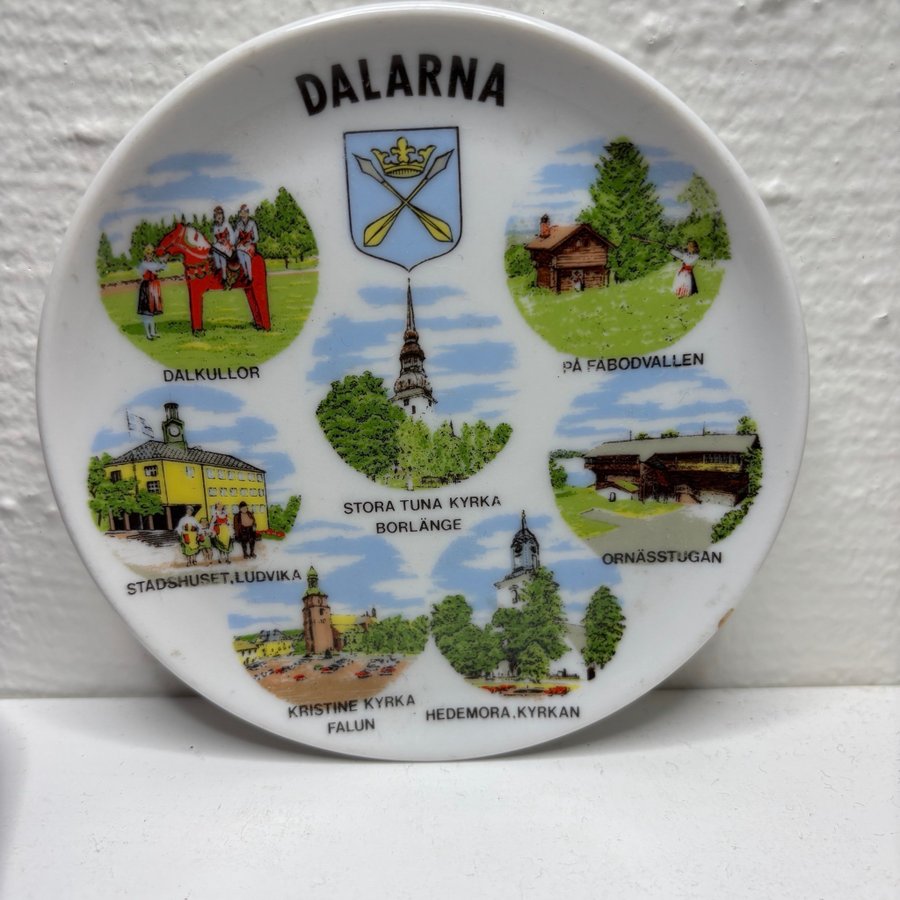 DALARNA
DALKULLOR
PÅ FÄBODVALLEN
STORA TUNA KYRKA
BORLÄNGE
STADSHUSET, LUDVIKA
ORNÄSSTUGAN
KRISTINE KYRKA
FALUN
HEDEMORA, KYRKAN